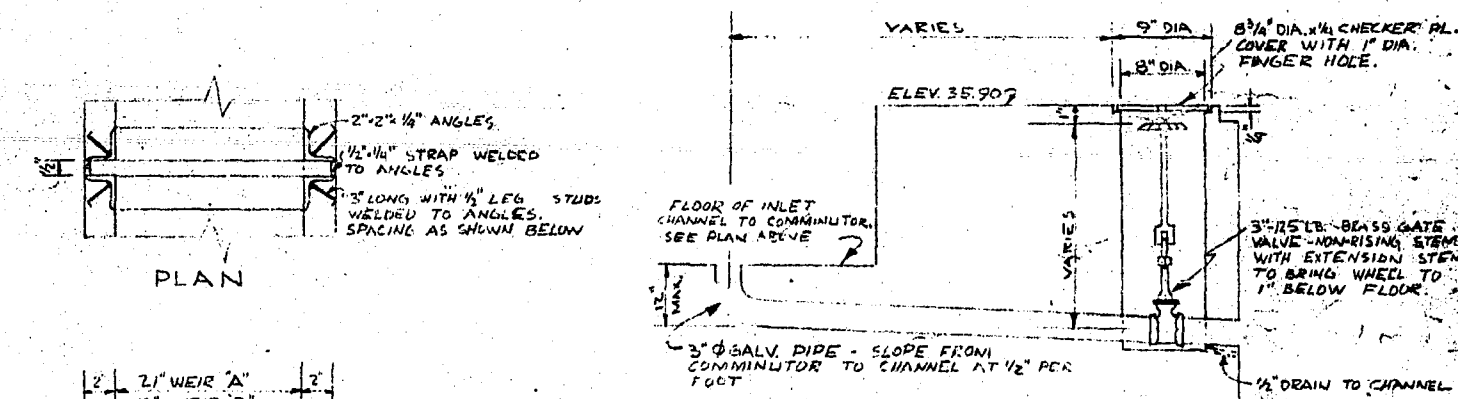 2"×2"×1/4" ANGLES
1/2"×1/4" STRAP WELDED
TO ANGLES
3" LONG WITH 1/2" LEG STUDS
WELDED TO ANGLES.
SPACING AS SHOWN BELOW
1/2"
PLAN
2" 21" WEIR "A" 2"
VARIES
9" DIA
8" DIA.
8 3/4" DIA. x 1/4 CHECKER PL.
COVER WITH 1" DIA.
FINGER HOLE.
ELEV. 35.90
1"
FLOOR OF INLET
CHANNEL TO COMMINUTOR.
SEE PLAN ABOVE
VARIES
12"
MAX.
3"-125 LB. BRASS GATE
VALVE-NON-RISING STEM
WITH EXTENSION STEM
TO BRING WHEEL TO
1" BELOW FLOOR.
3" Ø GALV. PIPE - SLOPE FROM
COMMINUTOR TO CHANNEL AT 1/2" PER
FOOT
1/2" DRAIN TO CHANNEL